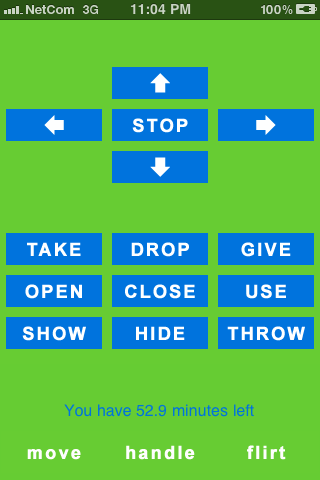 NetCom 3G 11:04 PM 100%
STOP
TAKE DROP GIVE
OPEN CLOSE USE
SHOW HIDE THROW
You have 52.9 minutes left
move handle flirt